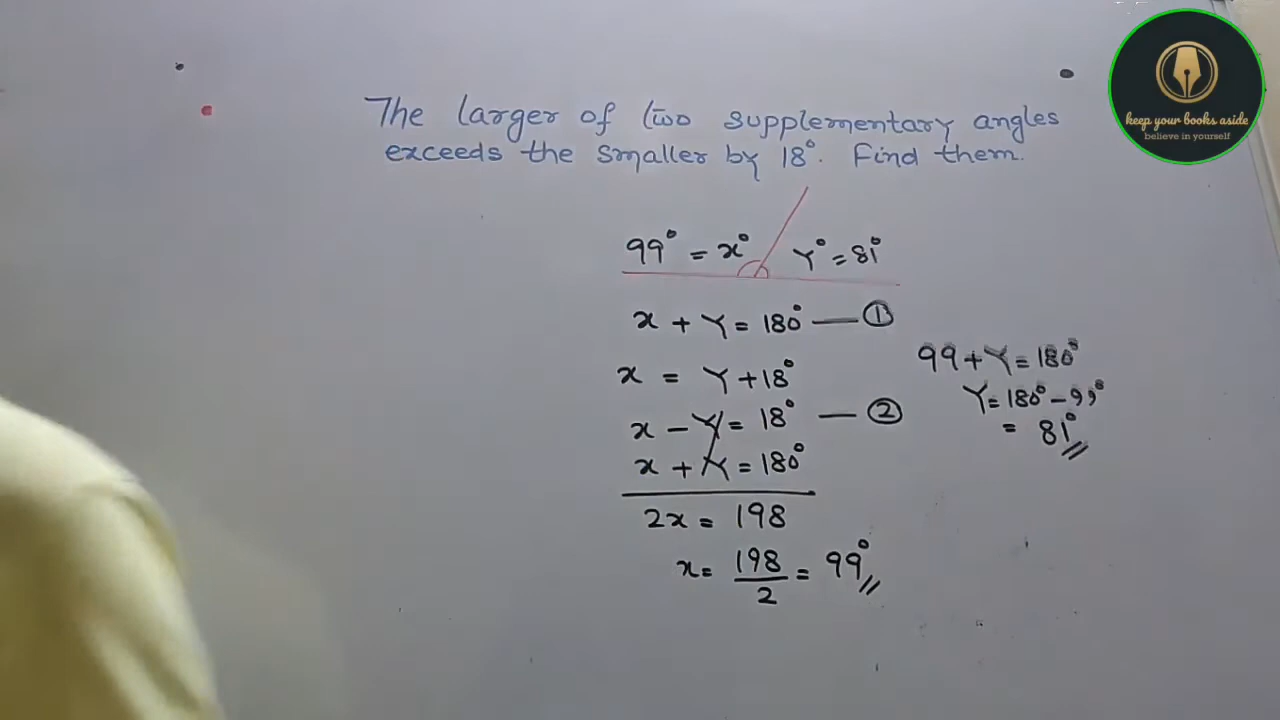 keep your books aside
believe in yourself
The larger of two supplementary angles
exceeds the smaller by 18°. Find them.
99° = x° Y° = 81°
x + Y = 180° — ①
x = Y + 18°
x - Y = 18° — ②
x + Y = 180°
2x = 198
x = 198/2 = 99°
99 + Y = 180°
Y = 180° - 99°
= 81°